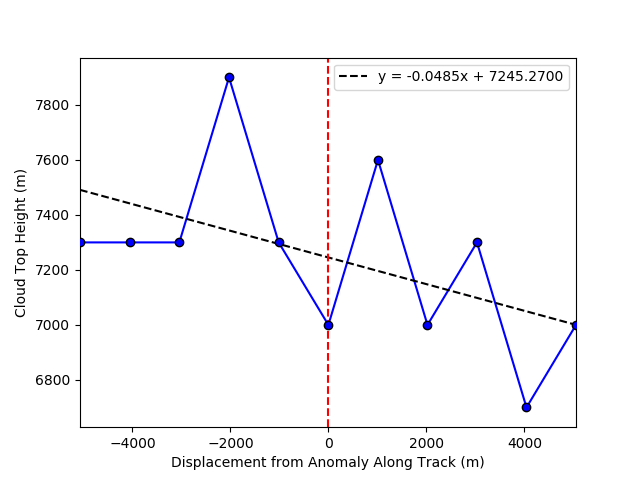 y = -0.0485x + 7245.2700
7800
7600
7400
7200
7000
6800
Cloud Top Height (m)
−4000 −2000 0 2000 4000
Displacement from Anomaly Along Track (m)